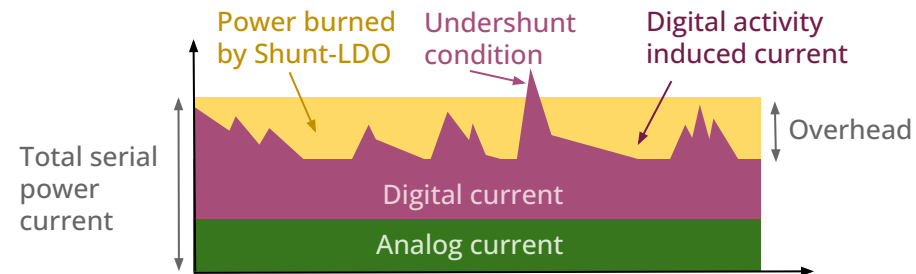 Power burned
by Shunt-LDO
Undershunt
condition
Digital activity
induced current
Overhead
Total serial
power
current
Digital current
Analog current